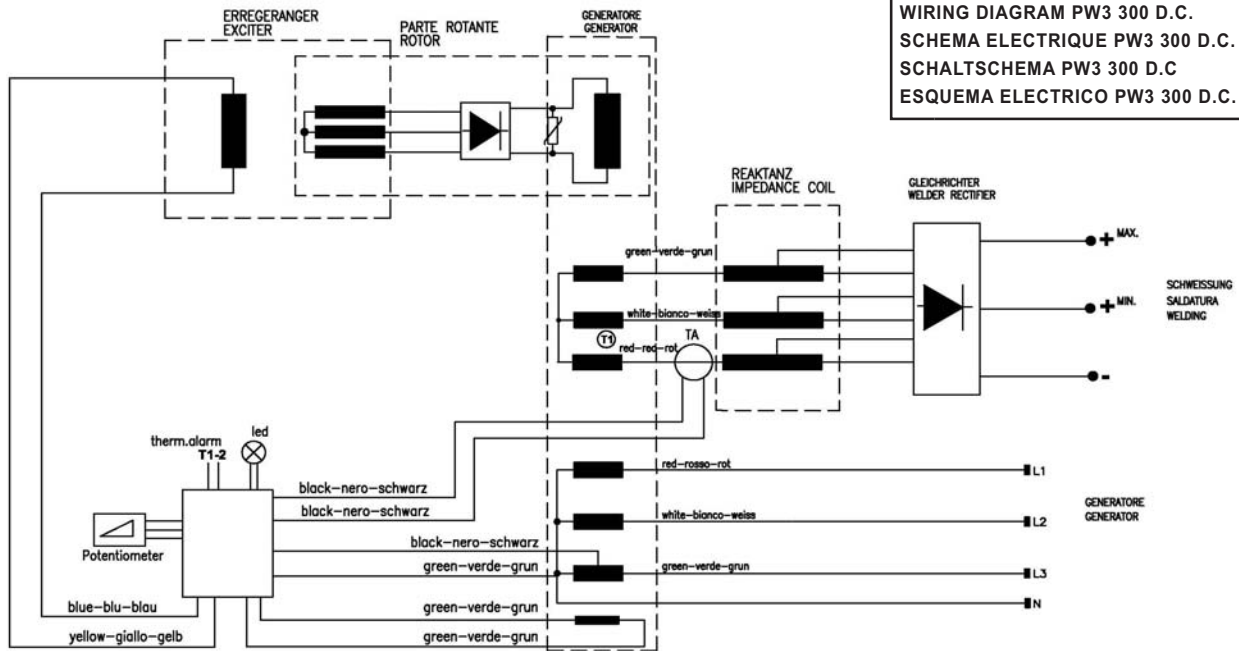 WIRING DIAGRAM PW3 300 D.C.
SCHEMA ELECTRIQUE PW3 300 D.C.
SCHALTSCHEMA PW3 300 D.C
ESQUEMA ELECTRICO PW3 300 D.C.
ERREGERANGER
EXCITER
PARTE ROTANTE
ROTOR
GENERATORE
GENERATOR
REAKTANZ
IMPEDANCE COIL
GLEICHRICHTER
WELDER RECTIFIER
green-verde-grun
white-bianco-weiss
T1
red-red-rot
TA
+ MAX.
+ MIN.
-
SCHWEISSUNG
SALDATURA
WELDING
therm.alarm
T1-2
led
Potentiometer
black-nero-schwarz
black-nero-schwarz
black-nero-schwarz
green-verde-grun
green-verde-grun
green-verde-grun
blue-blu-blau
yellow-giallo-gelb
red-rosso-rot
L1
white-bianco-weiss
L2
green-verde-grun
L3
N
GENERATORE
GENERATOR